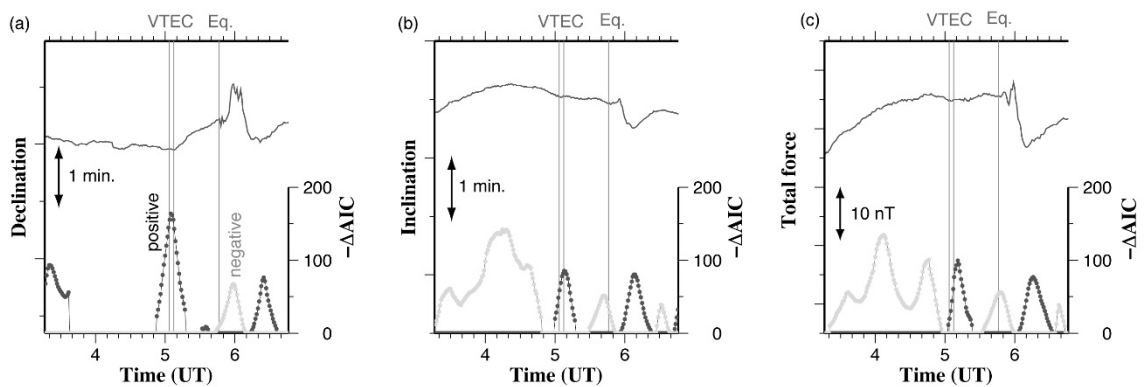 (a) VTEC Eq.
Declination
1 min.
positive
negative
200
100
0
−ΔAIC
4 5 6
Time (UT)
(b) VTEC Eq.
Inclination
1 min.
200
100
0
−ΔAIC
4 5 6
Time (UT)
(c) VTEC Eq.
Total force
10 nT
200
100
0
−ΔAIC
4 5 6
Time (UT)